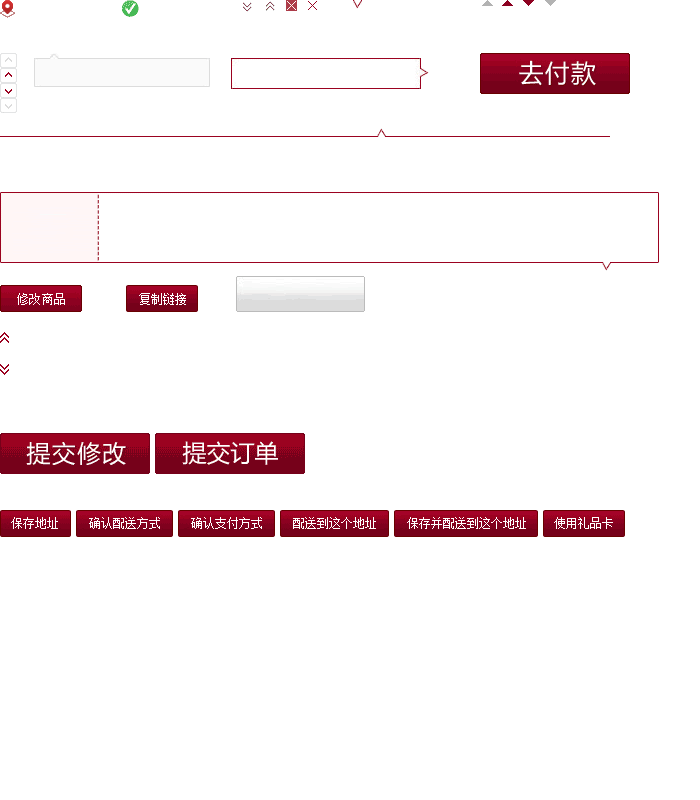 去付款
修改商品
复制链接
提交修改
提交订单
保存地址
确认配送方式
确认支付方式
配送到这个地址
保存并配送到这个地址
使用礼品卡